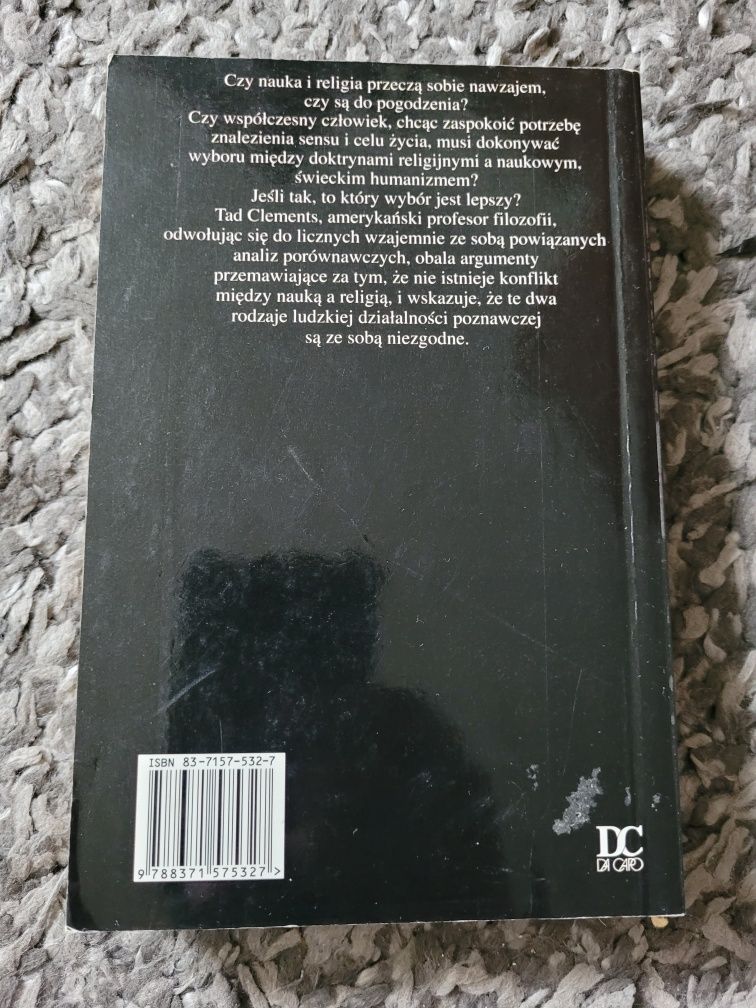 Czy nauka i religia przeczą sobie nawzajem,
czy są do pogodzenia?
Czy współczesny człowiek, chcąc zaspokoić potrzebę
znalezienia sensu i celu życia, musi dokonywać
wyboru między doktrynami religijnymi a naukowym,
świeckim humanizmem?
Jeśli tak, to który wybór jest lepszy?
Tad Clements, amerykański profesor filozofii,
odwołując się do licznych wzajemnie ze sobą powiązanych
analiz porównawczych, obala argumenty
przemawiające za tym, że nie istnieje konflikt
między nauką a religią, i wskazuje, że te dwa
rodzaje ludzkiej działalności poznawczej
są ze sobą niezgodne.
ISBN 83-7157-532-7
9 788371 575327 >
DC
DA CAPO